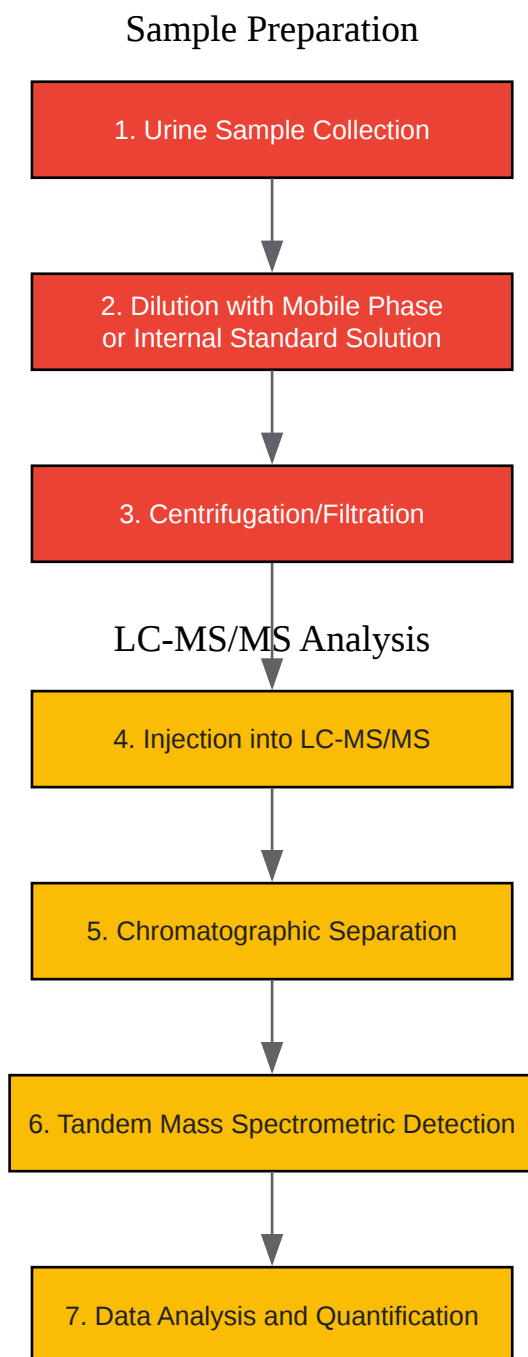 Sample Preparation
1. Urine Sample Collection
2. Dilution with Mobile Phase
or Internal Standard Solution
3. Centrifugation/Filtration
LC-MS/MS Analysis
4. Injection into LC-MS/MS
5. Chromatographic Separation
6. Tandem Mass Spectrometric Detection
7. Data Analysis and Quantification